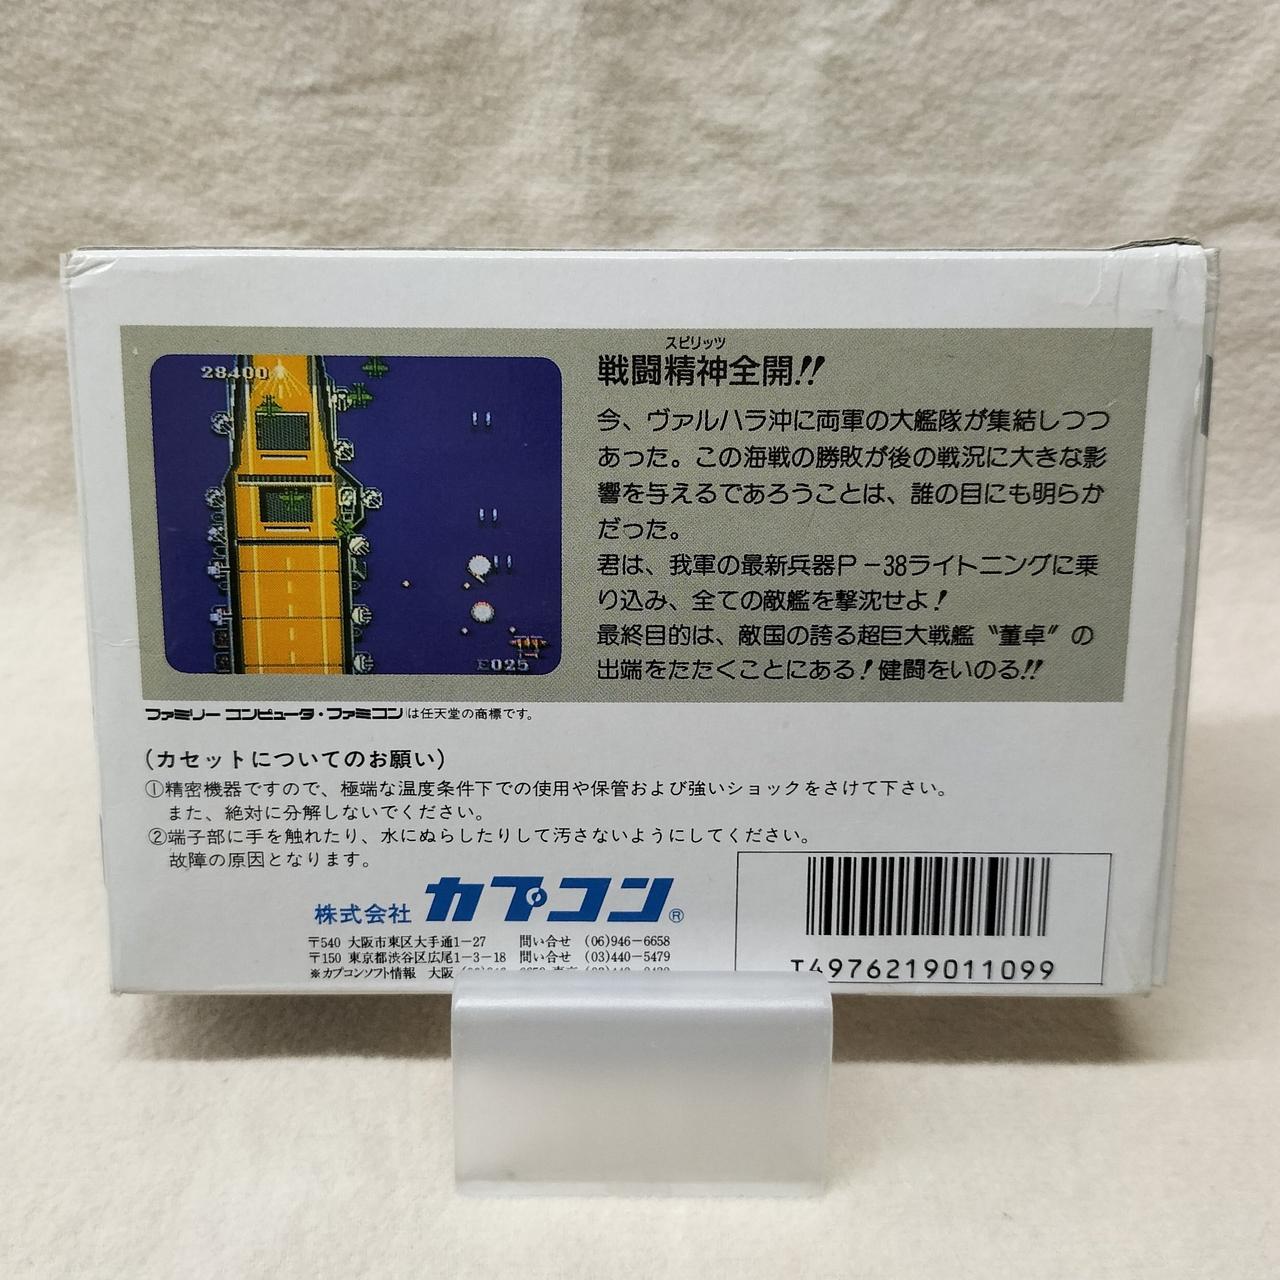 28400
E025
スピリッツ
戦闘精神全開!!
今、ヴァルハラ沖に両軍の大艦隊が集結しつつ
あった。この海戦の勝敗が後の戦況に大きな影
響を与えるであろうことは、誰の目にも明らか
だった。
君は、我軍の最新兵器P-38ライトニングに乗
り込み、全ての敵艦を撃沈せよ!
最終目的は、敵国の誇る超巨大戦艦〝董卓〟の
出端をたたくことにある!健闘をいのる!!
ファミリーコンピュータ・ファミコンは任天堂の商標です。
(カセットについてのお願い)
①精密機器ですので、極端な温度条件下での使用や保管および強いショックをさけて下さい。
また、絶対に分解しないでください。
②端子部に手を触れたり、水にぬらしたりして汚さないようにしてください。
故障の原因となります。
株式会社 カプコン®
〒540 大阪市東区大手通1-27 問い合せ (06)946-6658
〒150 東京都渋谷区広尾1-3-18 問い合せ (03)440-5479
※カプコンソフト情報 大阪
T4976219011099